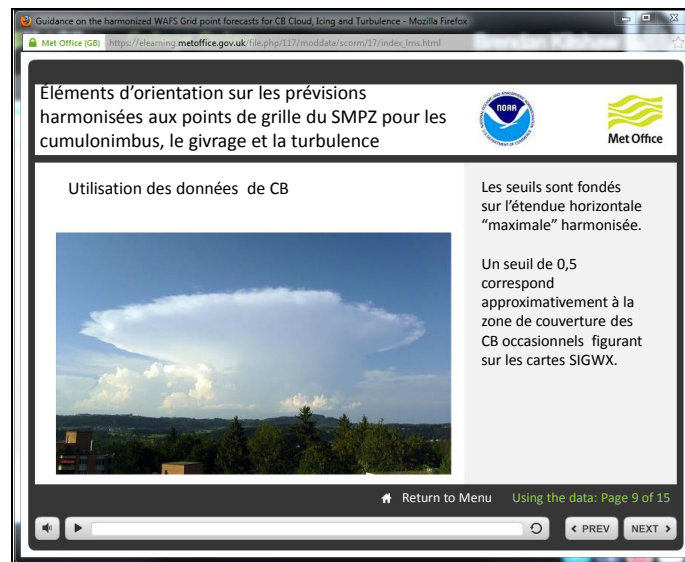 Guidance on the harmonized WAFS Grid point forecasts for CB Cloud, Icing and Turbulence - Mozilla Firefox
Met Office (GB) https://elearning.metoffice.gov.uk/file.php/117/moddata/scorm/17/index_lms.html
Éléments d'orientation sur les prévisions
harmonisées aux points de grille du SMPZ pour les
cumulonimbus, le givrage et la turbulence
NOAA
Met Office
Utilisation des données de CB
Les seuils sont fondés
sur l'étendue horizontale
"maximale" harmonisée.
Un seuil de 0,5
correspond
approximativement à la
zone de couverture des
CB occasionnels figurant
sur les cartes SIGWX.
Return to Menu Using the data: Page 9 of 15
PREV NEXT